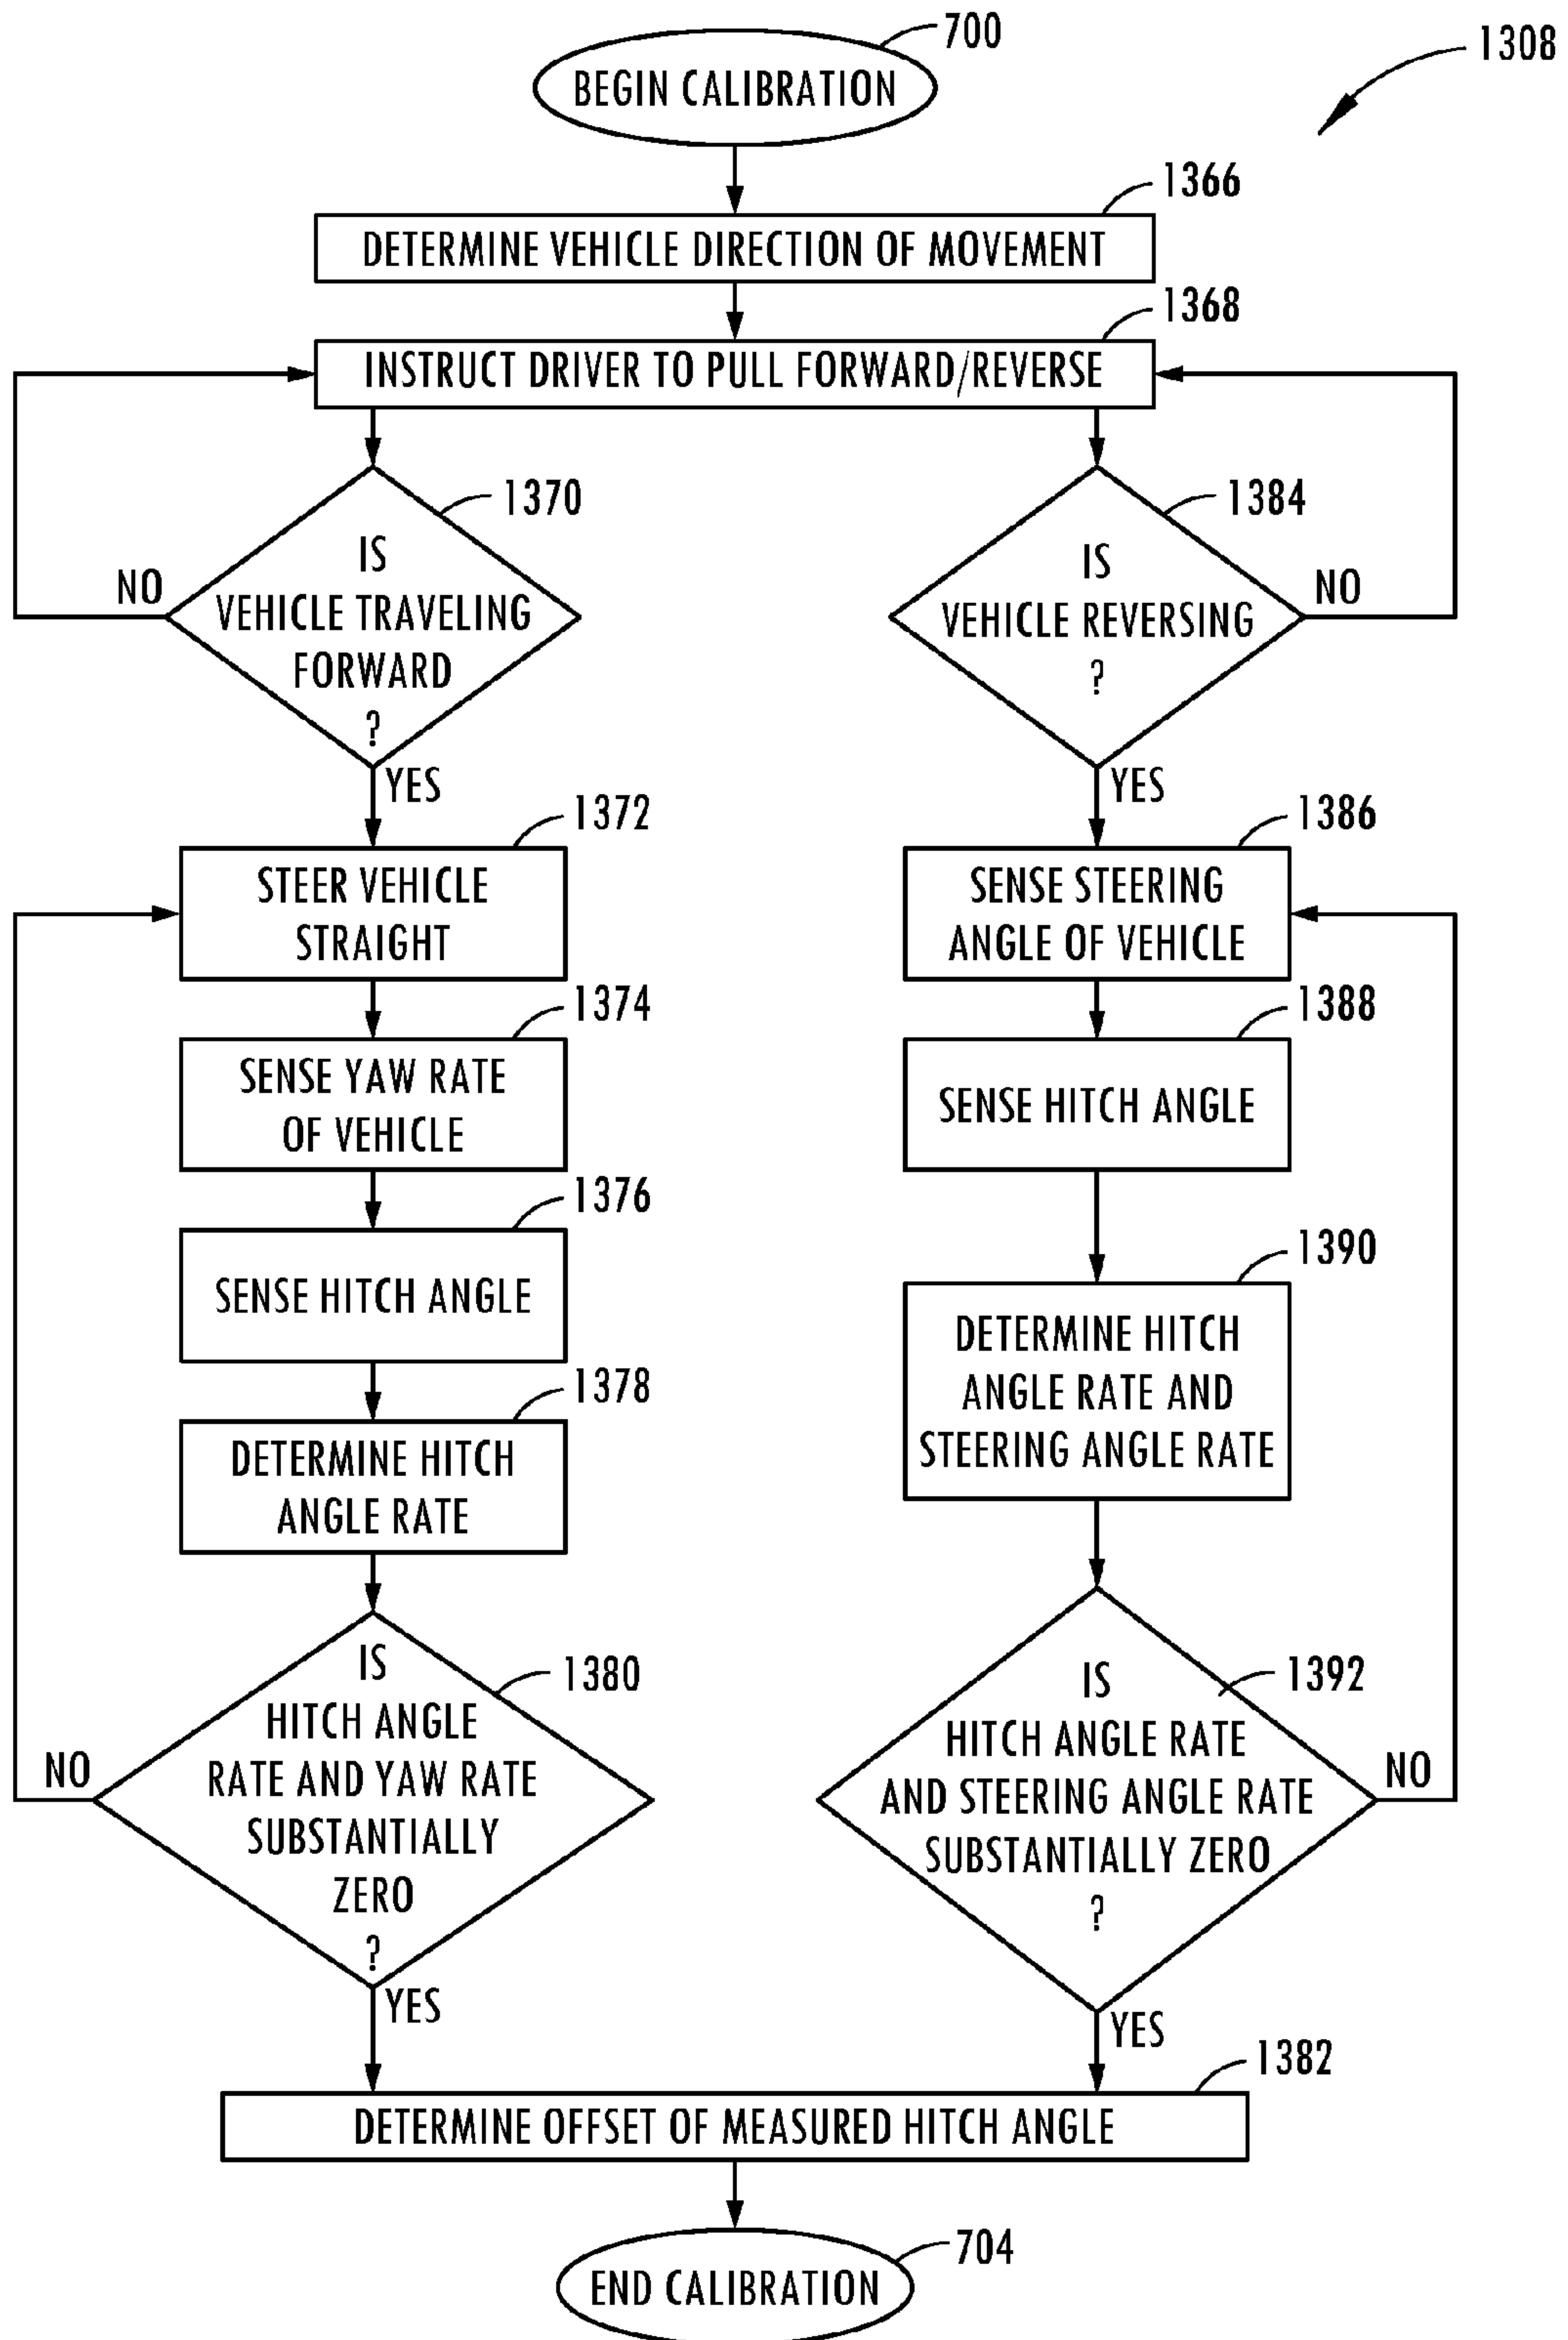 700
1308
BEGIN CALIBRATION
1366
DETERMINE VEHICLE DIRECTION OF MOVEMENT
1368
INSTRUCT DRIVER TO PULL FORWARD/REVERSE
1370
IS
VEHICLE TRAVELING
FORWARD
?
NO
YES
1372
STEER VEHICLE
STRAIGHT
1374
SENSE YAW RATE
OF VEHICLE
1376
SENSE HITCH ANGLE
1378
DETERMINE HITCH
ANGLE RATE
1380
IS
HITCH ANGLE
RATE AND YAW RATE
SUBSTANTIALLY
ZERO
?
NO
YES
1384
IS
VEHICLE REVERSING
?
NO
YES
1386
SENSE STEERING
ANGLE OF VEHICLE
1388
SENSE HITCH ANGLE
1390
DETERMINE HITCH
ANGLE RATE AND
STEERING ANGLE RATE
1392
IS
HITCH ANGLE RATE
AND STEERING ANGLE RATE
SUBSTANTIALLY ZERO
?
NO
YES
1382
DETERMINE OFFSET OF MEASURED HITCH ANGLE
704
END CALIBRATION